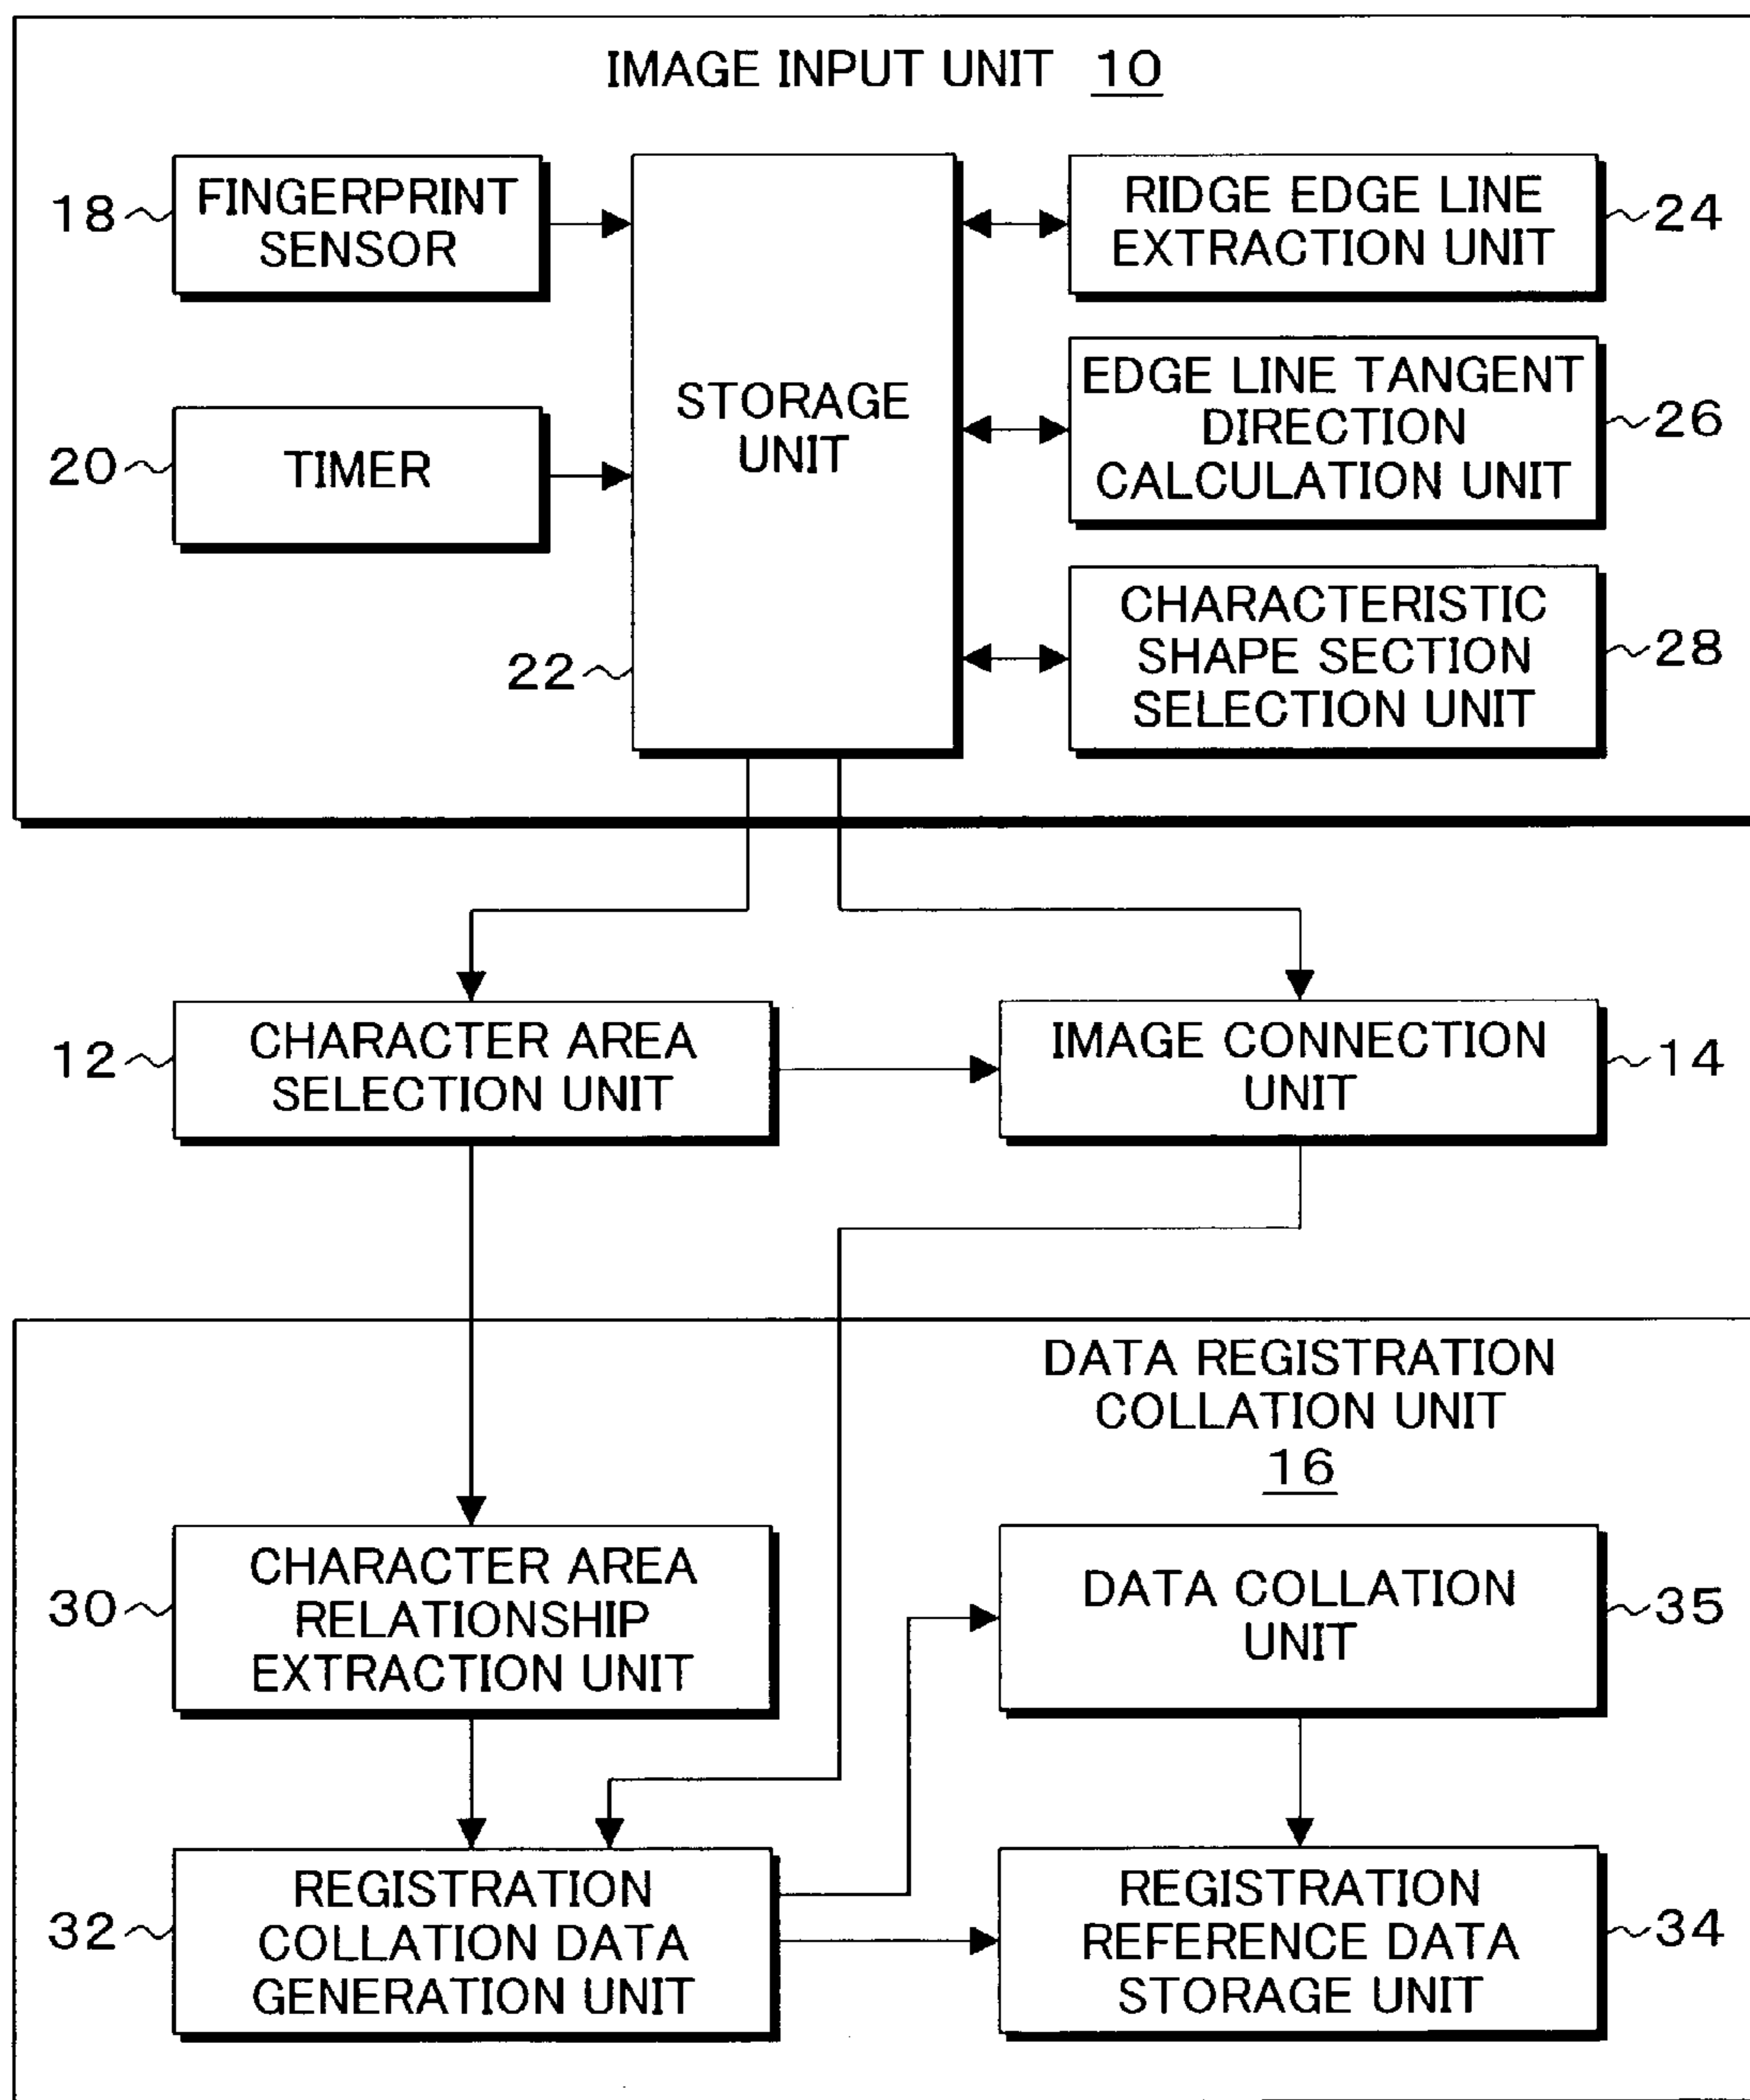 IMAGE INPUT UNIT 10
18
FINGERPRINT
SENSOR
20
TIMER
STORAGE
UNIT
22
RIDGE EDGE LINE
EXTRACTION UNIT
24
EDGE LINE TANGENT
DIRECTION
CALCULATION UNIT
26
CHARACTERISTIC
SHAPE SECTION
SELECTION UNIT
28
12
CHARACTER AREA
SELECTION UNIT
IMAGE CONNECTION
UNIT
14
DATA REGISTRATION
COLLATION UNIT
16
30
CHARACTER AREA
RELATIONSHIP
EXTRACTION UNIT
DATA COLLATION
UNIT
35
32
REGISTRATION
COLLATION DATA
GENERATION UNIT
REGISTRATION
REFERENCE DATA
STORAGE UNIT
34